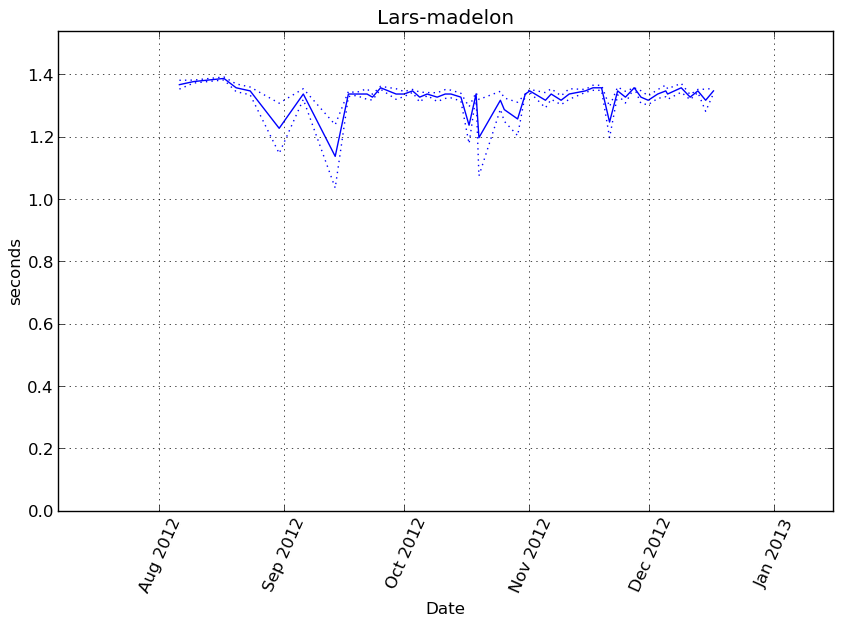 Lars-madelon
1.4
1.2
1.0
0.8
0.6
0.4
0.2
0.0
seconds
Aug 2012
Sep 2012
Oct 2012
Nov 2012
Dec 2012
Jan 2013
Date